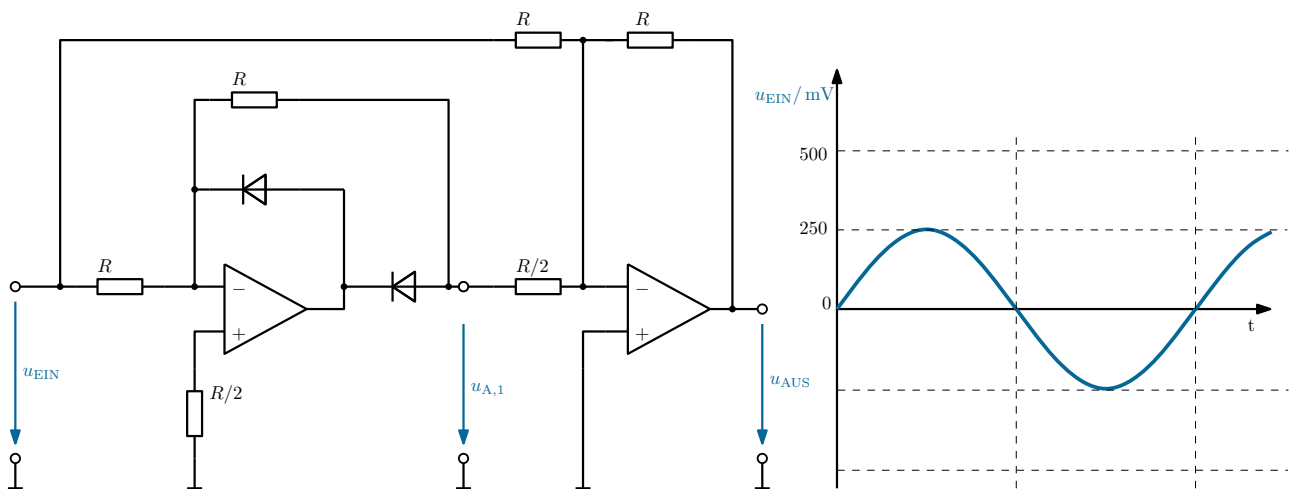 R
R
R
R
R/2
−
+
−
+
R/2
u_EIN
u_A,1
u_AUS
u_EIN/ mV
500
250
0
t